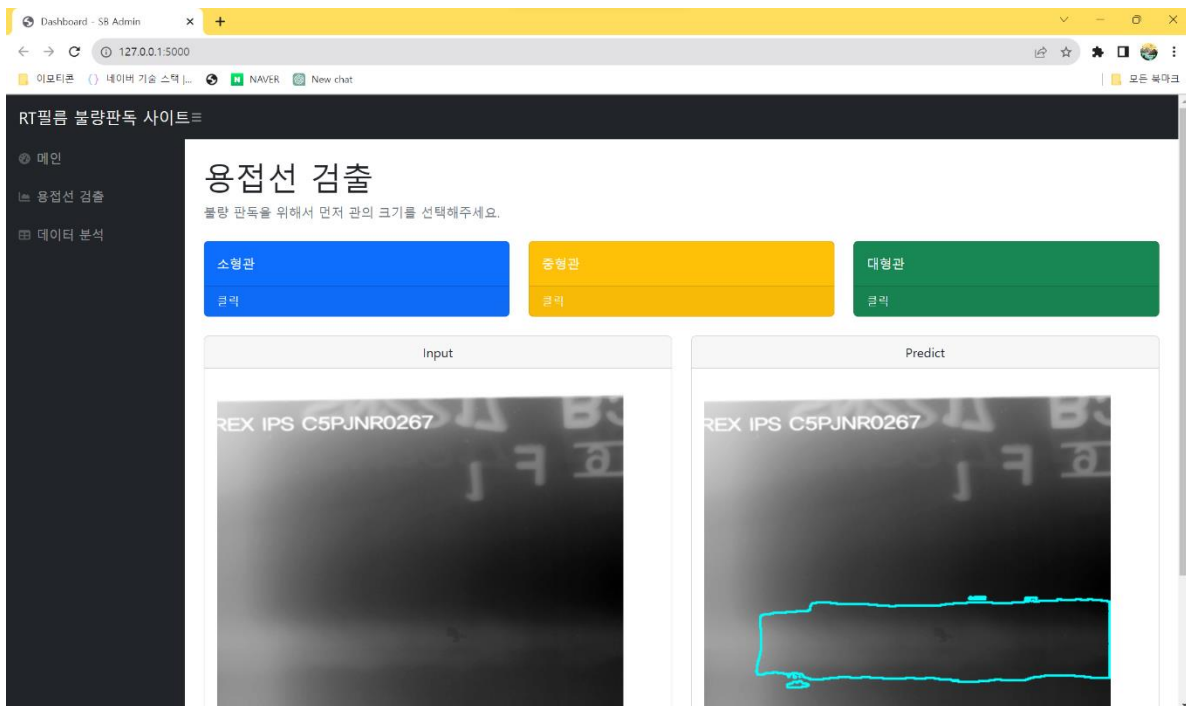 Dashboard - SB Admin
127.0.0.1:5000
이모티콘
네이버 기술 스택 |...
NAVER
New chat
모든 북마크
RT필름 불량판독 사이트
메인
용접선 검출
데이터 분석
용접선 검출
불량 판독을 위해서 먼저 관의 크기를 선택해주세요.
소형관
클릭
중형관
클릭
대형관
클릭
Input
REX IPS C5PJNR0267
Predict
REX IPS C5PJNR0267